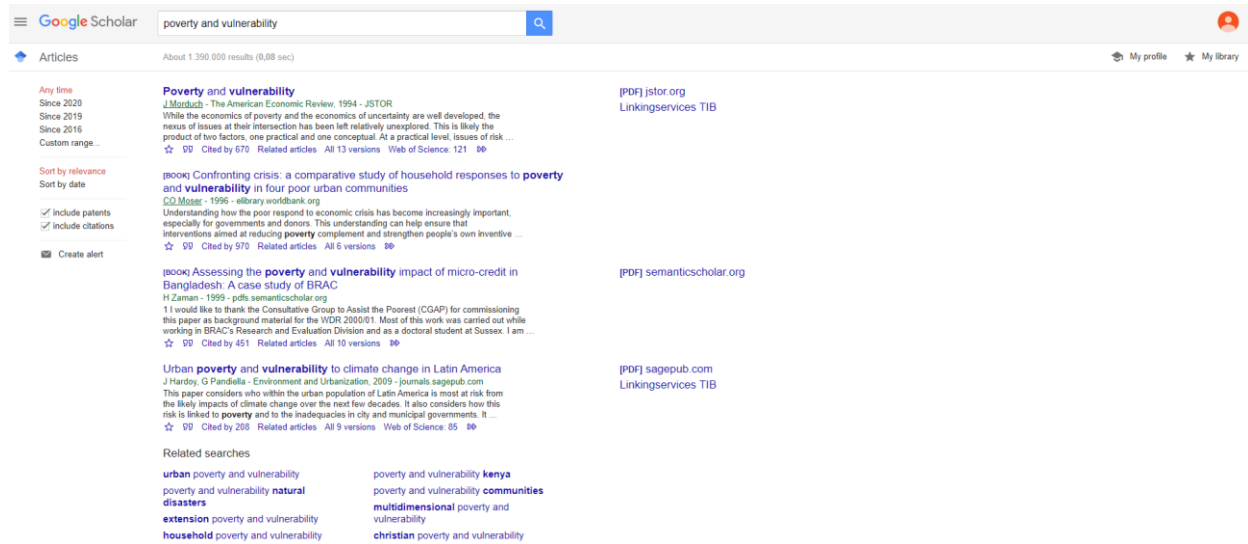 Google Scholar
poverty and vulnerability
Articles
About 1.390.000 results (0,08 sec)
My profile
My library
Any time
Since 2020
Since 2019
Since 2016
Custom range...
Sort by relevance
Sort by date
include patents
include citations
Create alert
Poverty and vulnerability
J Morduch - The American Economic Review, 1994 - JSTOR
While the economics of poverty and the economics of uncertainty are well developed, the
nexus of issues at their intersection has been left relatively unexplored. This is likely the
product of two factors, one practical and one conceptual. At a practical level, issues of risk ...
Cited by 670 Related articles All 13 versions Web of Science: 121
[PDF] jstor.org
Linkingservices TIB
[BOOK] Confronting crisis: a comparative study of household responses to poverty
and vulnerability in four poor urban communities
CO Moser - 1996 - elibrary.worldbank.org
Understanding how the poor respond to economic crisis has become increasingly important,
especially for governments and donors. This understanding can help ensure that
interventions aimed at reducing poverty complement and strengthen people's own inventive ...
Cited by 970 Related articles All 6 versions
[BOOK] Assessing the poverty and vulnerability impact of micro-credit in
Bangladesh: A case study of BRAC
H Zaman - 1999 - pdfs.semanticscholar.org
1 I would like to thank the Consultative Group to Assist the Poorest (CGAP) for commissioning
this paper as background material for the WDR 2000/01. Most of this work was carried out while
working in BRAC's Research and Evaluation Division and as a doctoral student at Sussex. I am ...
Cited by 451 Related articles All 10 versions
[PDF] semanticscholar.org
Urban poverty and vulnerability to climate change in Latin America
J Hardoy, G Pandiella - Environment and Urbanization, 2009 - journals.sagepub.com
This paper considers who within the urban population of Latin America is most at risk from
the likely impacts of climate change over the next few decades. It also considers how this
risk is linked to poverty and to the inadequacies in city and municipal governments. It ...
Cited by 208 Related articles All 9 versions Web of Science: 85
[PDF] sagepub.com
Linkingservices TIB
Related searches
urban poverty and vulnerability
poverty and vulnerability natural
disasters
extension poverty and vulnerability
household poverty and vulnerability
poverty and vulnerability kenya
poverty and vulnerability communities
multidimensional poverty and
vulnerability
christian poverty and vulnerability